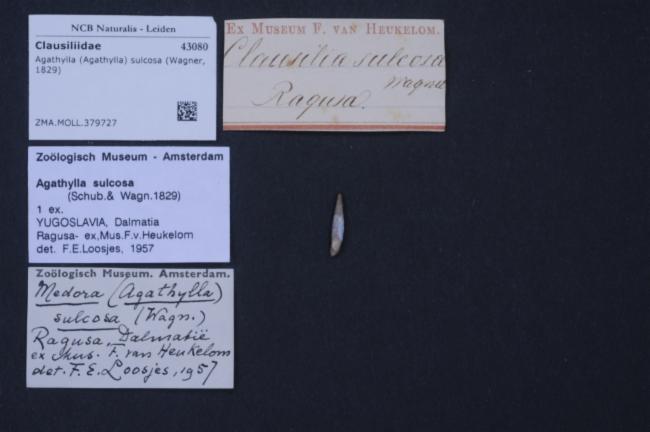 NCB Naturalis - Leiden
Clausiliidae 43080
Agathylla (Agathylla) sulcosa (Wagner,
1829)
ZMA.MOLL.379727
Ex Museum F. van Heukelom.
Clausilia sulcosa
Wagner
Ragusa.
Zoölogisch Museum - Amsterdam
Agathylla sulcosa
(Schub.& Wagn.1829)
1 ex.
YUGOSLAVIA, Dalmatia
Ragusa- ex,Mus.F.v.Heukelom
det. F.E.Loosjes, 1957
Zoölogisch Museum. Amsterdam.
Medora (Agathylla)
sulcosa (Wagn.)
Ragusa, Dalmatië
ex Mus. F. van Heukelom
det. F. E. Loosjes, 1957